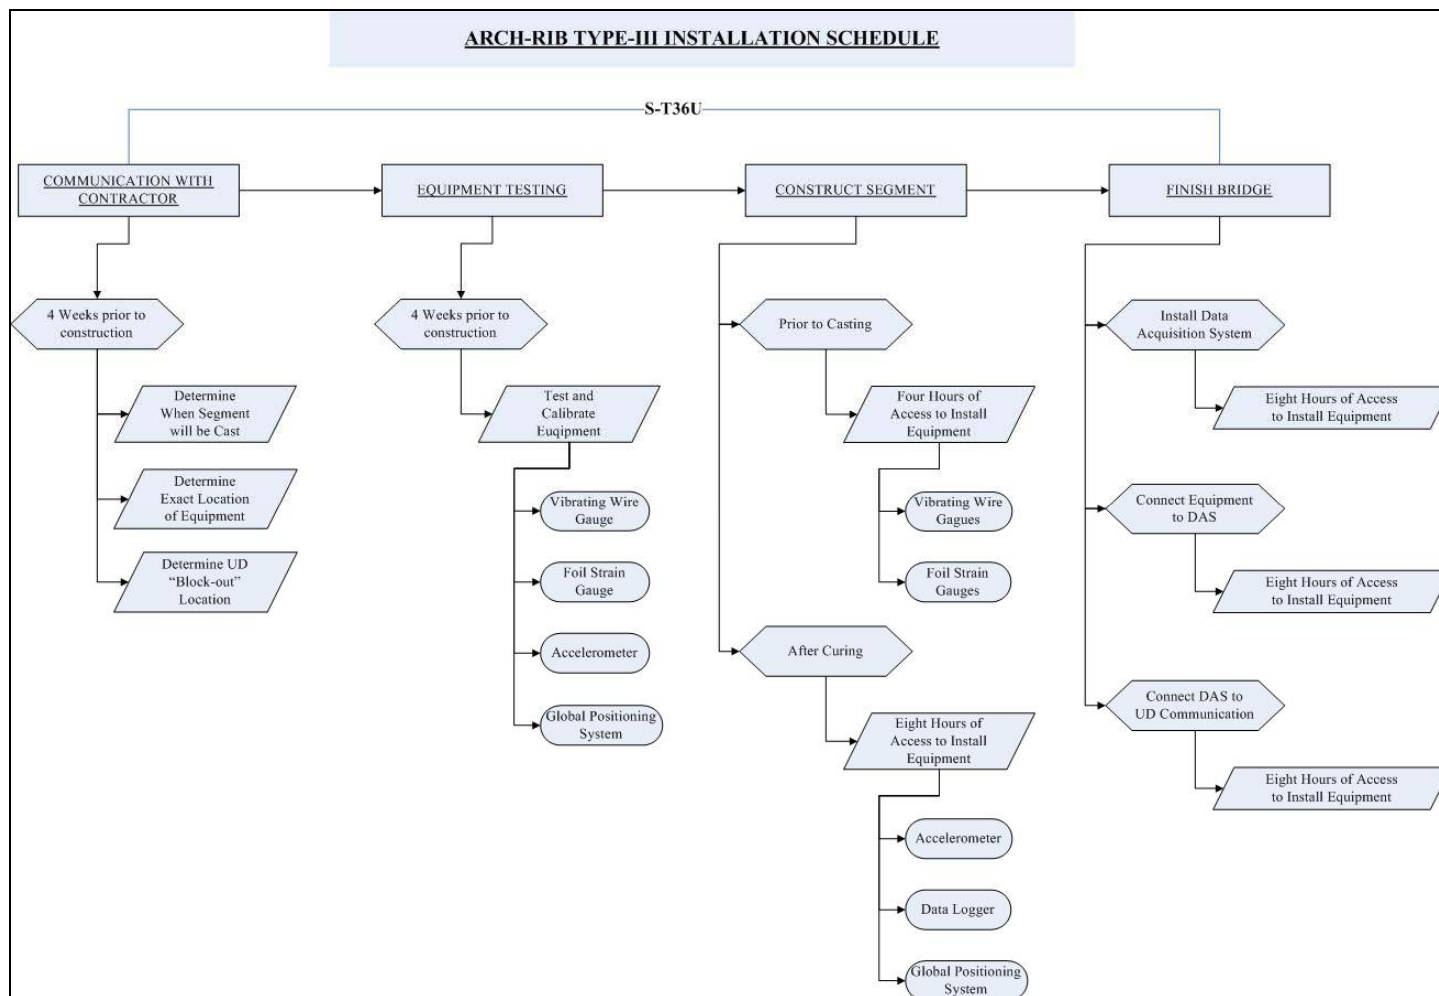 ARCH-RIB TYPE-III INSTALLATION SCHEDULE
S-T36U
COMMUNICATION WITH
CONTRACTOR
EQUIPMENT TESTING
CONSTRUCT SEGMENT
FINISH BRIDGE
4 Weeks prior to
construction
Determine
When Segment
will be Cast
Determine
Exact Location
of Equipment
Determine UD
“Block-out”
Location
4 Weeks prior to
construction
Test and
Calibrate
Euqipment
Vibrating Wire
Gauge
Foil Strain
Gauge
Accelerometer
Global Positioning
System
Prior to Casting
Four Hours of
Access to Install
Equipment
Vibrating Wire
Gagues
Foil Strain
Gauges
After Curing
Eight Hours of
Access to Install
Equipment
Accelerometer
Data Logger
Global Positioning
System
Install Data
Acquisition System
Eight Hours of Access
to Install Equipment
Connect Equipment
to DAS
Eight Hours of Access
to Install Equipment
Connect DAS to
UD Communication
Eight Hours of Access
to Install Equipment